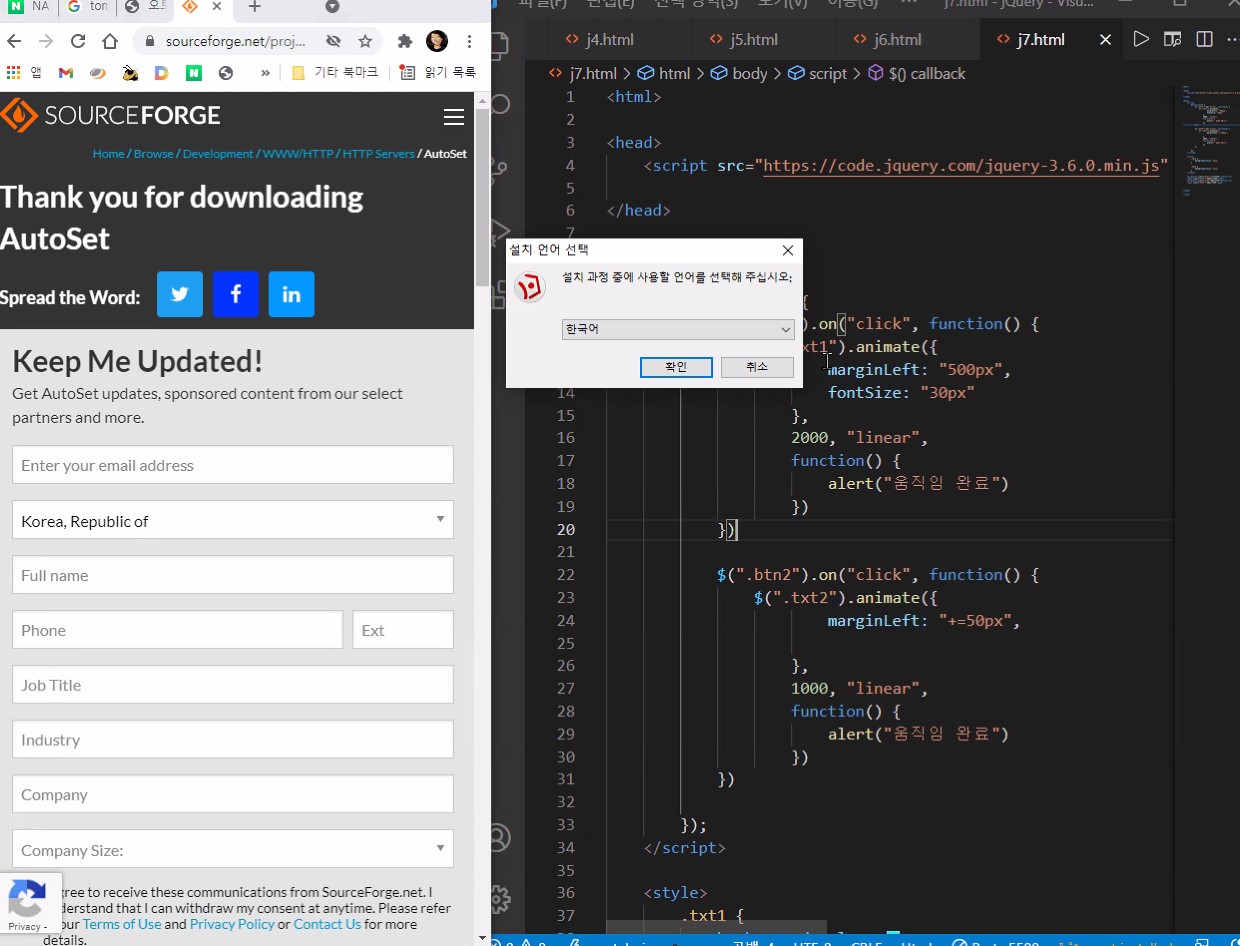 NA
tor
오
sourceforge.net/proj...
앱
기타 북마크
읽기 목록
SOURCEFORGE
Home / Browse / Development / WWW/HTTP / HTTP Servers / AutoSet
Thank you for downloading
AutoSet
Spread the Word:
Keep Me Updated!
Get AutoSet updates, sponsored content from our select
partners and more.
Enter your email address
Korea, Republic of
Full name
Phone
Ext
Job Title
Industry
Company
Company Size:
gree to receive these communications from SourceForge.net. I
derstand that I can withdraw my consent at anytime. Please refer
our Terms of Use and Privacy Policy or Contact Us for more
details.
Privacy -
설치 언어 선택
설치 과정 중에 사용할 언어를 선택해 주십시오:
한국어
확인
취소
파일(F) 편집(E) 선택 영역(S) 보기(V) 이동(G) ··· j7.html - jQuery - Visu...
j4.html
j5.html
j6.html
j7.html
j7.html > html > body > script > $() callback
1 <html>
2
3 <head>
4 <script src="https://code.jquery.com/jquery-3.6.0.min.js"
5
6 </head>
7
{
).on("click", function() {
xt1").animate({
marginLeft: "500px",
14 fontSize: "30px"
15 },
16 2000, "linear",
17 function() {
18 alert("움직임 완료")
19 })
20 })
21
22 $(".btn2").on("click", function() {
23 $(".txt2").animate({
24 marginLeft: "+=50px",
25
26 },
27 1000, "linear",
28 function() {
29 alert("움직임 완료")
30 })
31 })
32
33 });
34 </script>
35
36 <style>
37 .txt1 {